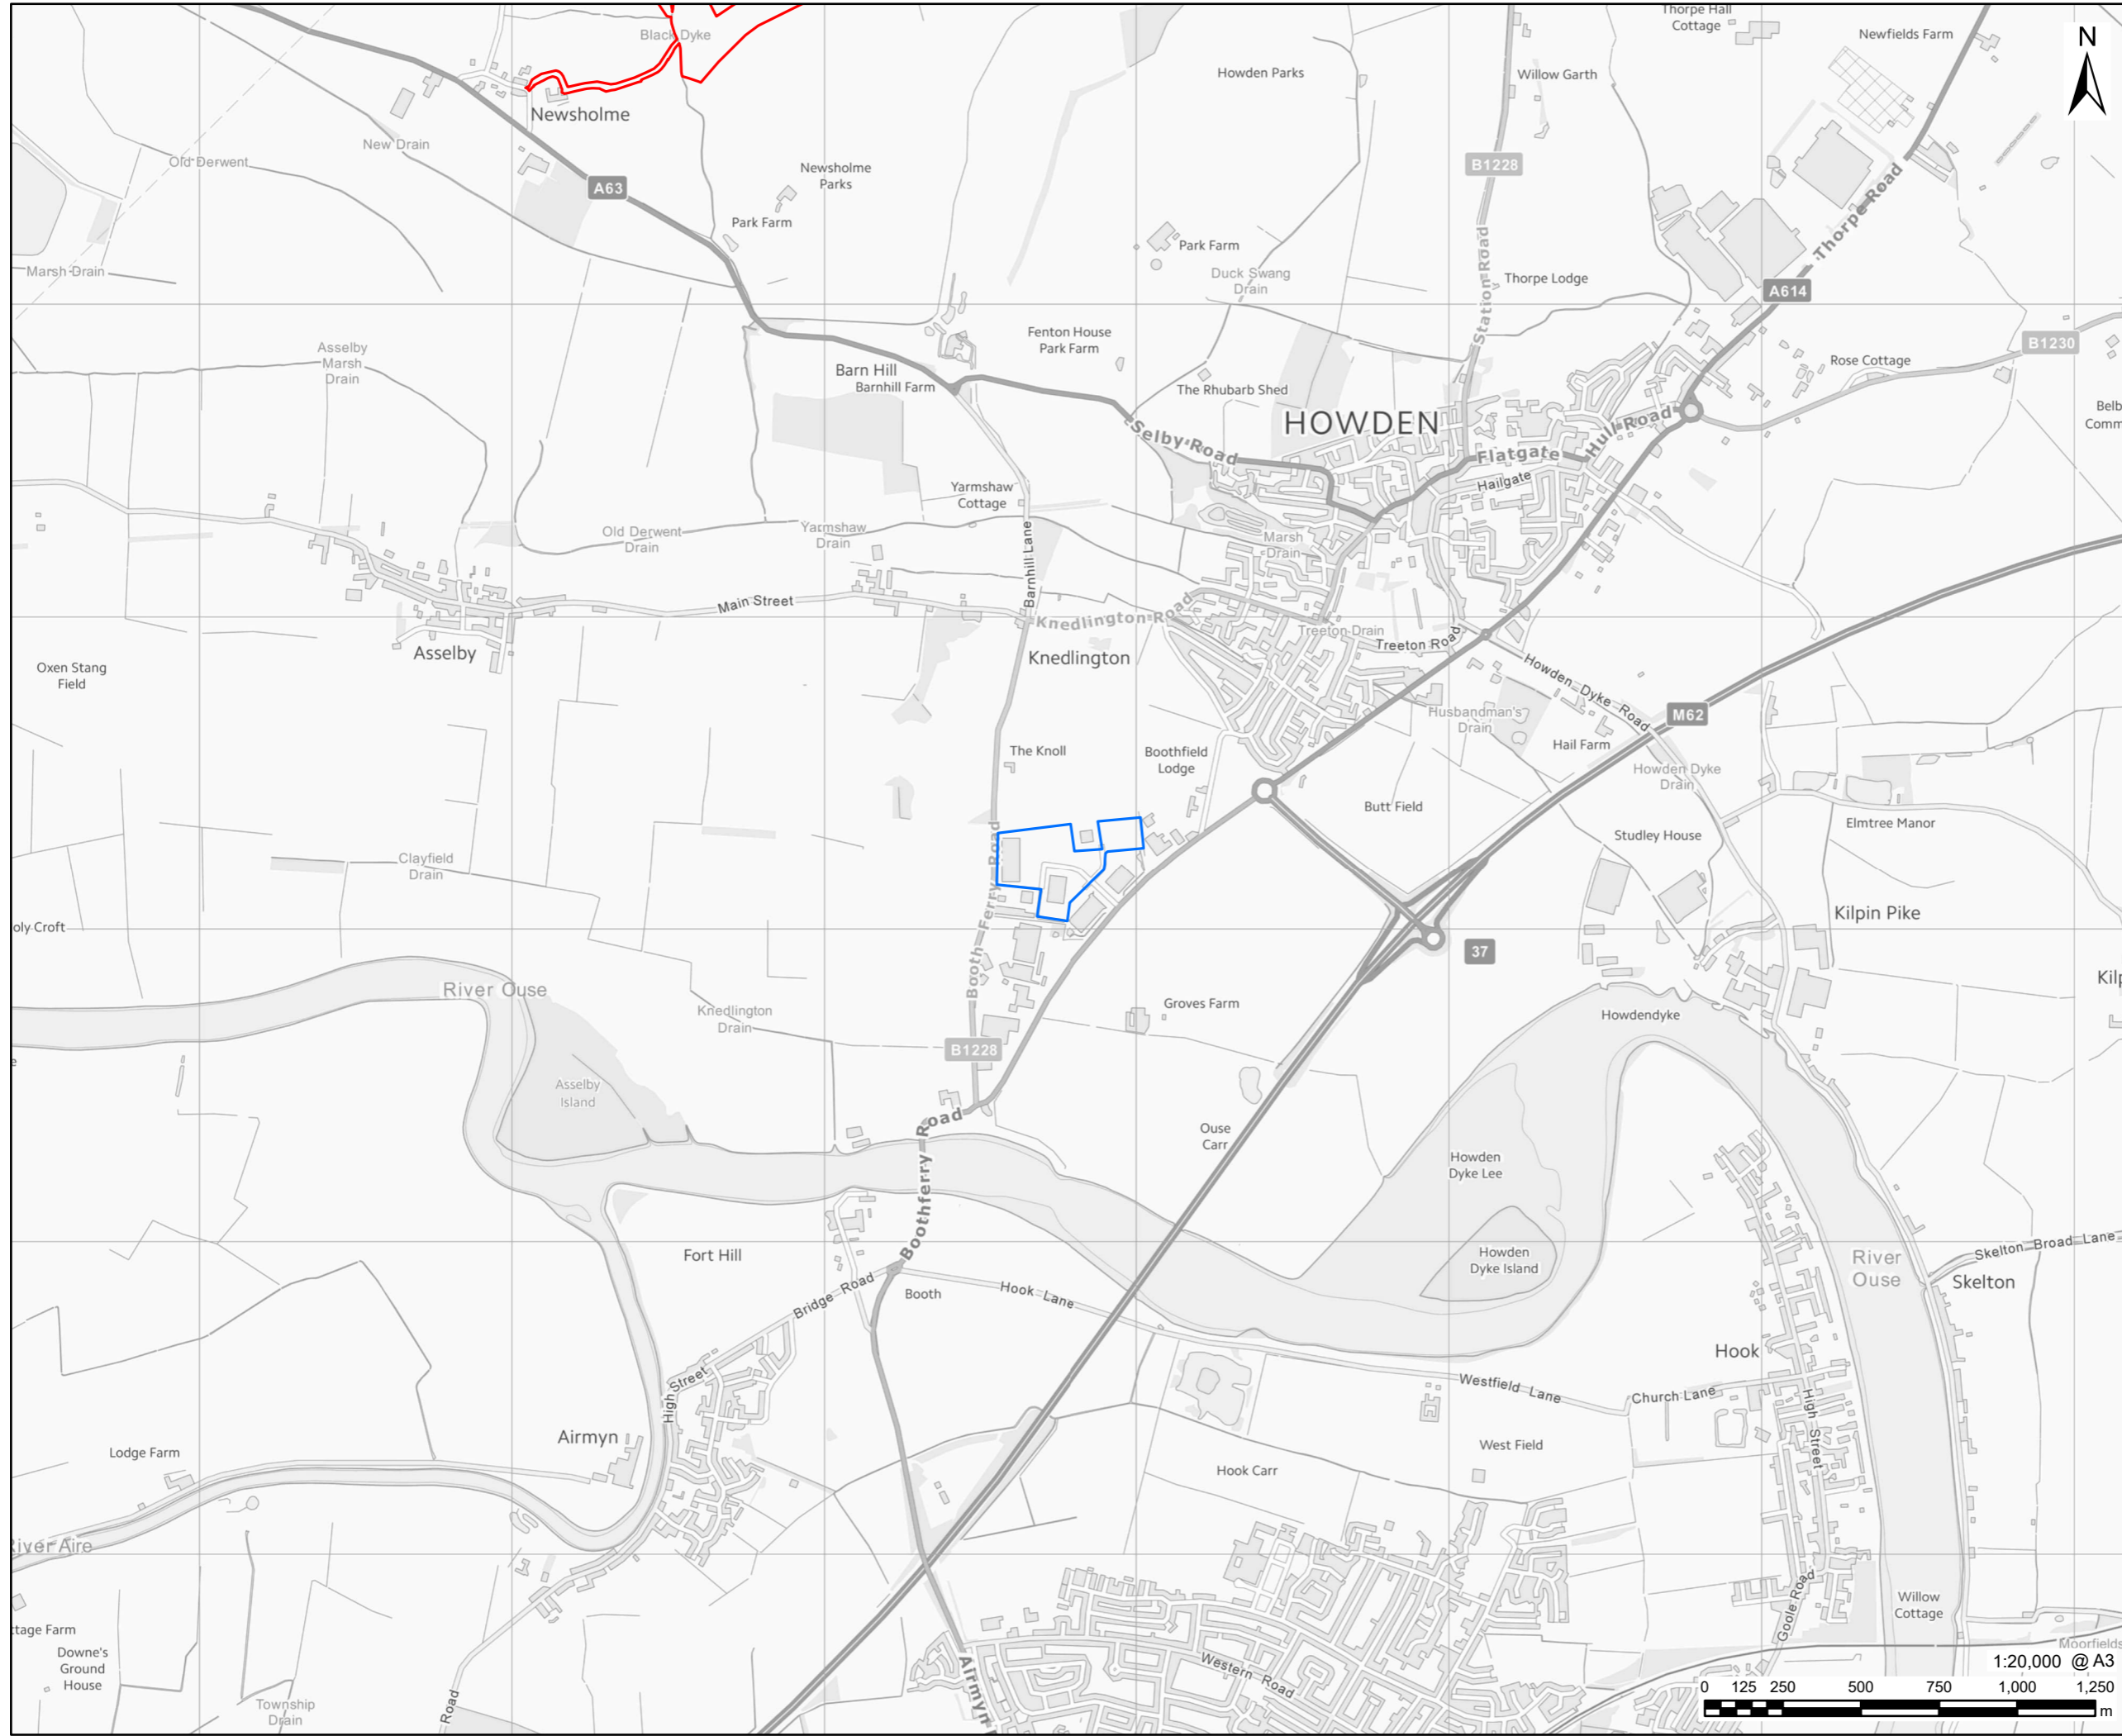 Thorpe Hall
Cottage
Newfields Farm
N
Black Dyke
Howden Parks
Willow Garth
Newsholme
New Drain
Old Derwent
Newsholme
Parks
B1228
A63
Park Farm
Park Farm
Thorpe Road
Marsh Drain
Duck Swang
Drain
Station Road
Thorpe Lodge
A614
Asselby
Marsh
Drain
Fenton House
Park Farm
B1230
Rose Cottage
Barn Hill
Barnhill Farm
The Rhubarb Shed
HOWDEN
Belb
Comm
Selby Road
Hull Road
Flatgate
Hailgate
Yarmshaw
Cottage
Old Derwent
Drain
Yarmshaw
Drain
Marsh
Drain
Barnhill Lane
Main Street
Knedlington Road
Treeton Drain
Treeton Road
Asselby
Knedlington
Oxen Stang
Field
Howden Dyke Road
Husbandman's
Drain
M62
Hail Farm
The Knoll
Boothfield
Lodge
Howden Dyke
Drain
Butt Field
Elmtree Manor
Studley House
Clayfield
Drain
Booth Ferry Road
oly Croft
Kilpin Pike
37
River Ouse
Kilp
Knedlington
Drain
Groves Farm
Howdendyke
B1228
e
Asselby
Island
Boothferry Road
Ouse
Carr
Howden
Dyke Lee
Fort Hill
Howden
Dyke Island
River
Ouse
Skelton Broad Lane
Skelton
Bridge Road
Booth
Hook Lane
Hook
High Street
Westfield Lane
Church Lane
High Street
Airmyn
Lodge Farm
West Field
Hook Carr
River Aire
Goole Road
Willow
Cottage
ttage Farm
Downe's
Ground
House
Moorfields
Township
Drain
Road
Airmyn
Western Road
1:20,000 @ A3
0 125 250 500 750 1,000 1,250
m